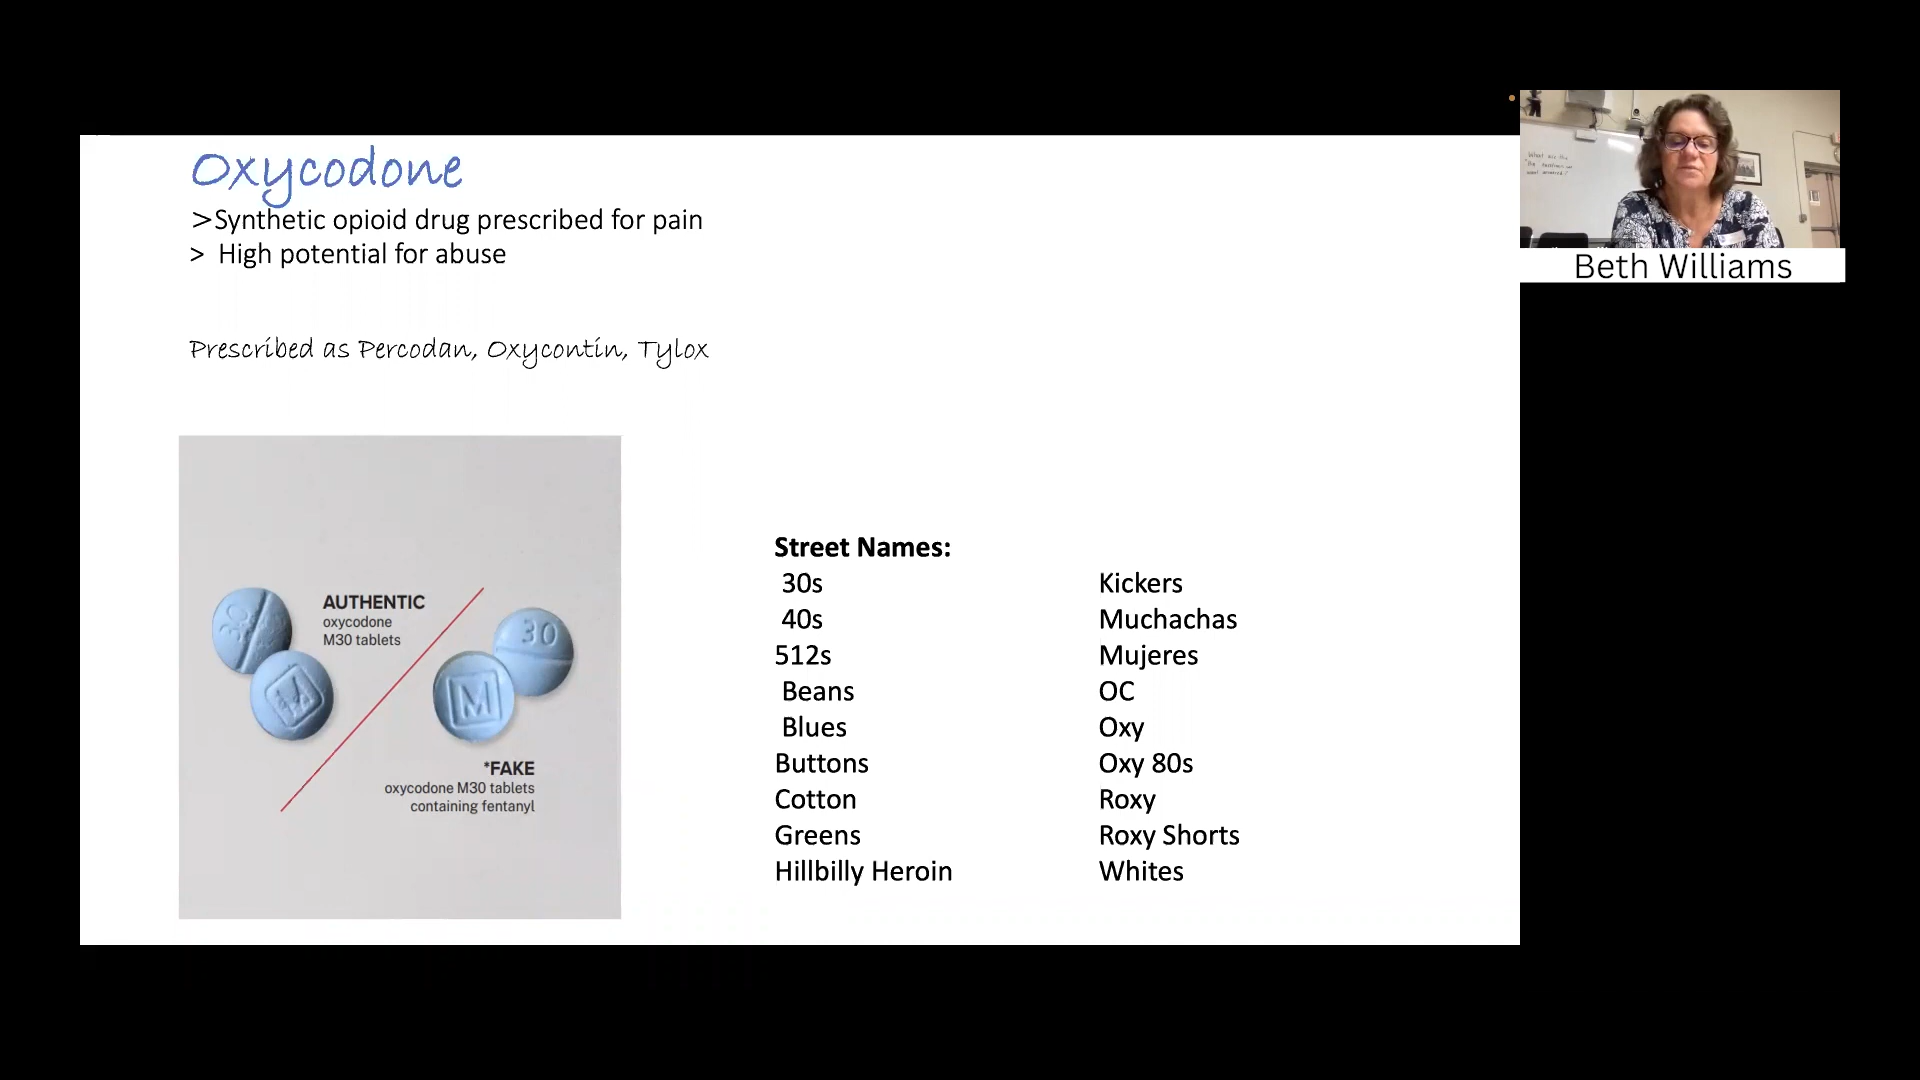 Oxycodone
>Synthetic opioid drug prescribed for pain
> High potential for abuse
Prescribed as Percodan, Oxycontin, Tylox
30
M
AUTHENTIC
oxycodone
M30 tablets
30
M
*FAKE
oxycodone M30 tablets
containing fentanyl
Street Names:
30s
40s
512s
Beans
Blues
Buttons
Cotton
Greens
Hillbilly Heroin
Kickers
Muchachas
Mujeres
OC
Oxy
Oxy 80s
Roxy
Roxy Shorts
Whites
Beth Williams